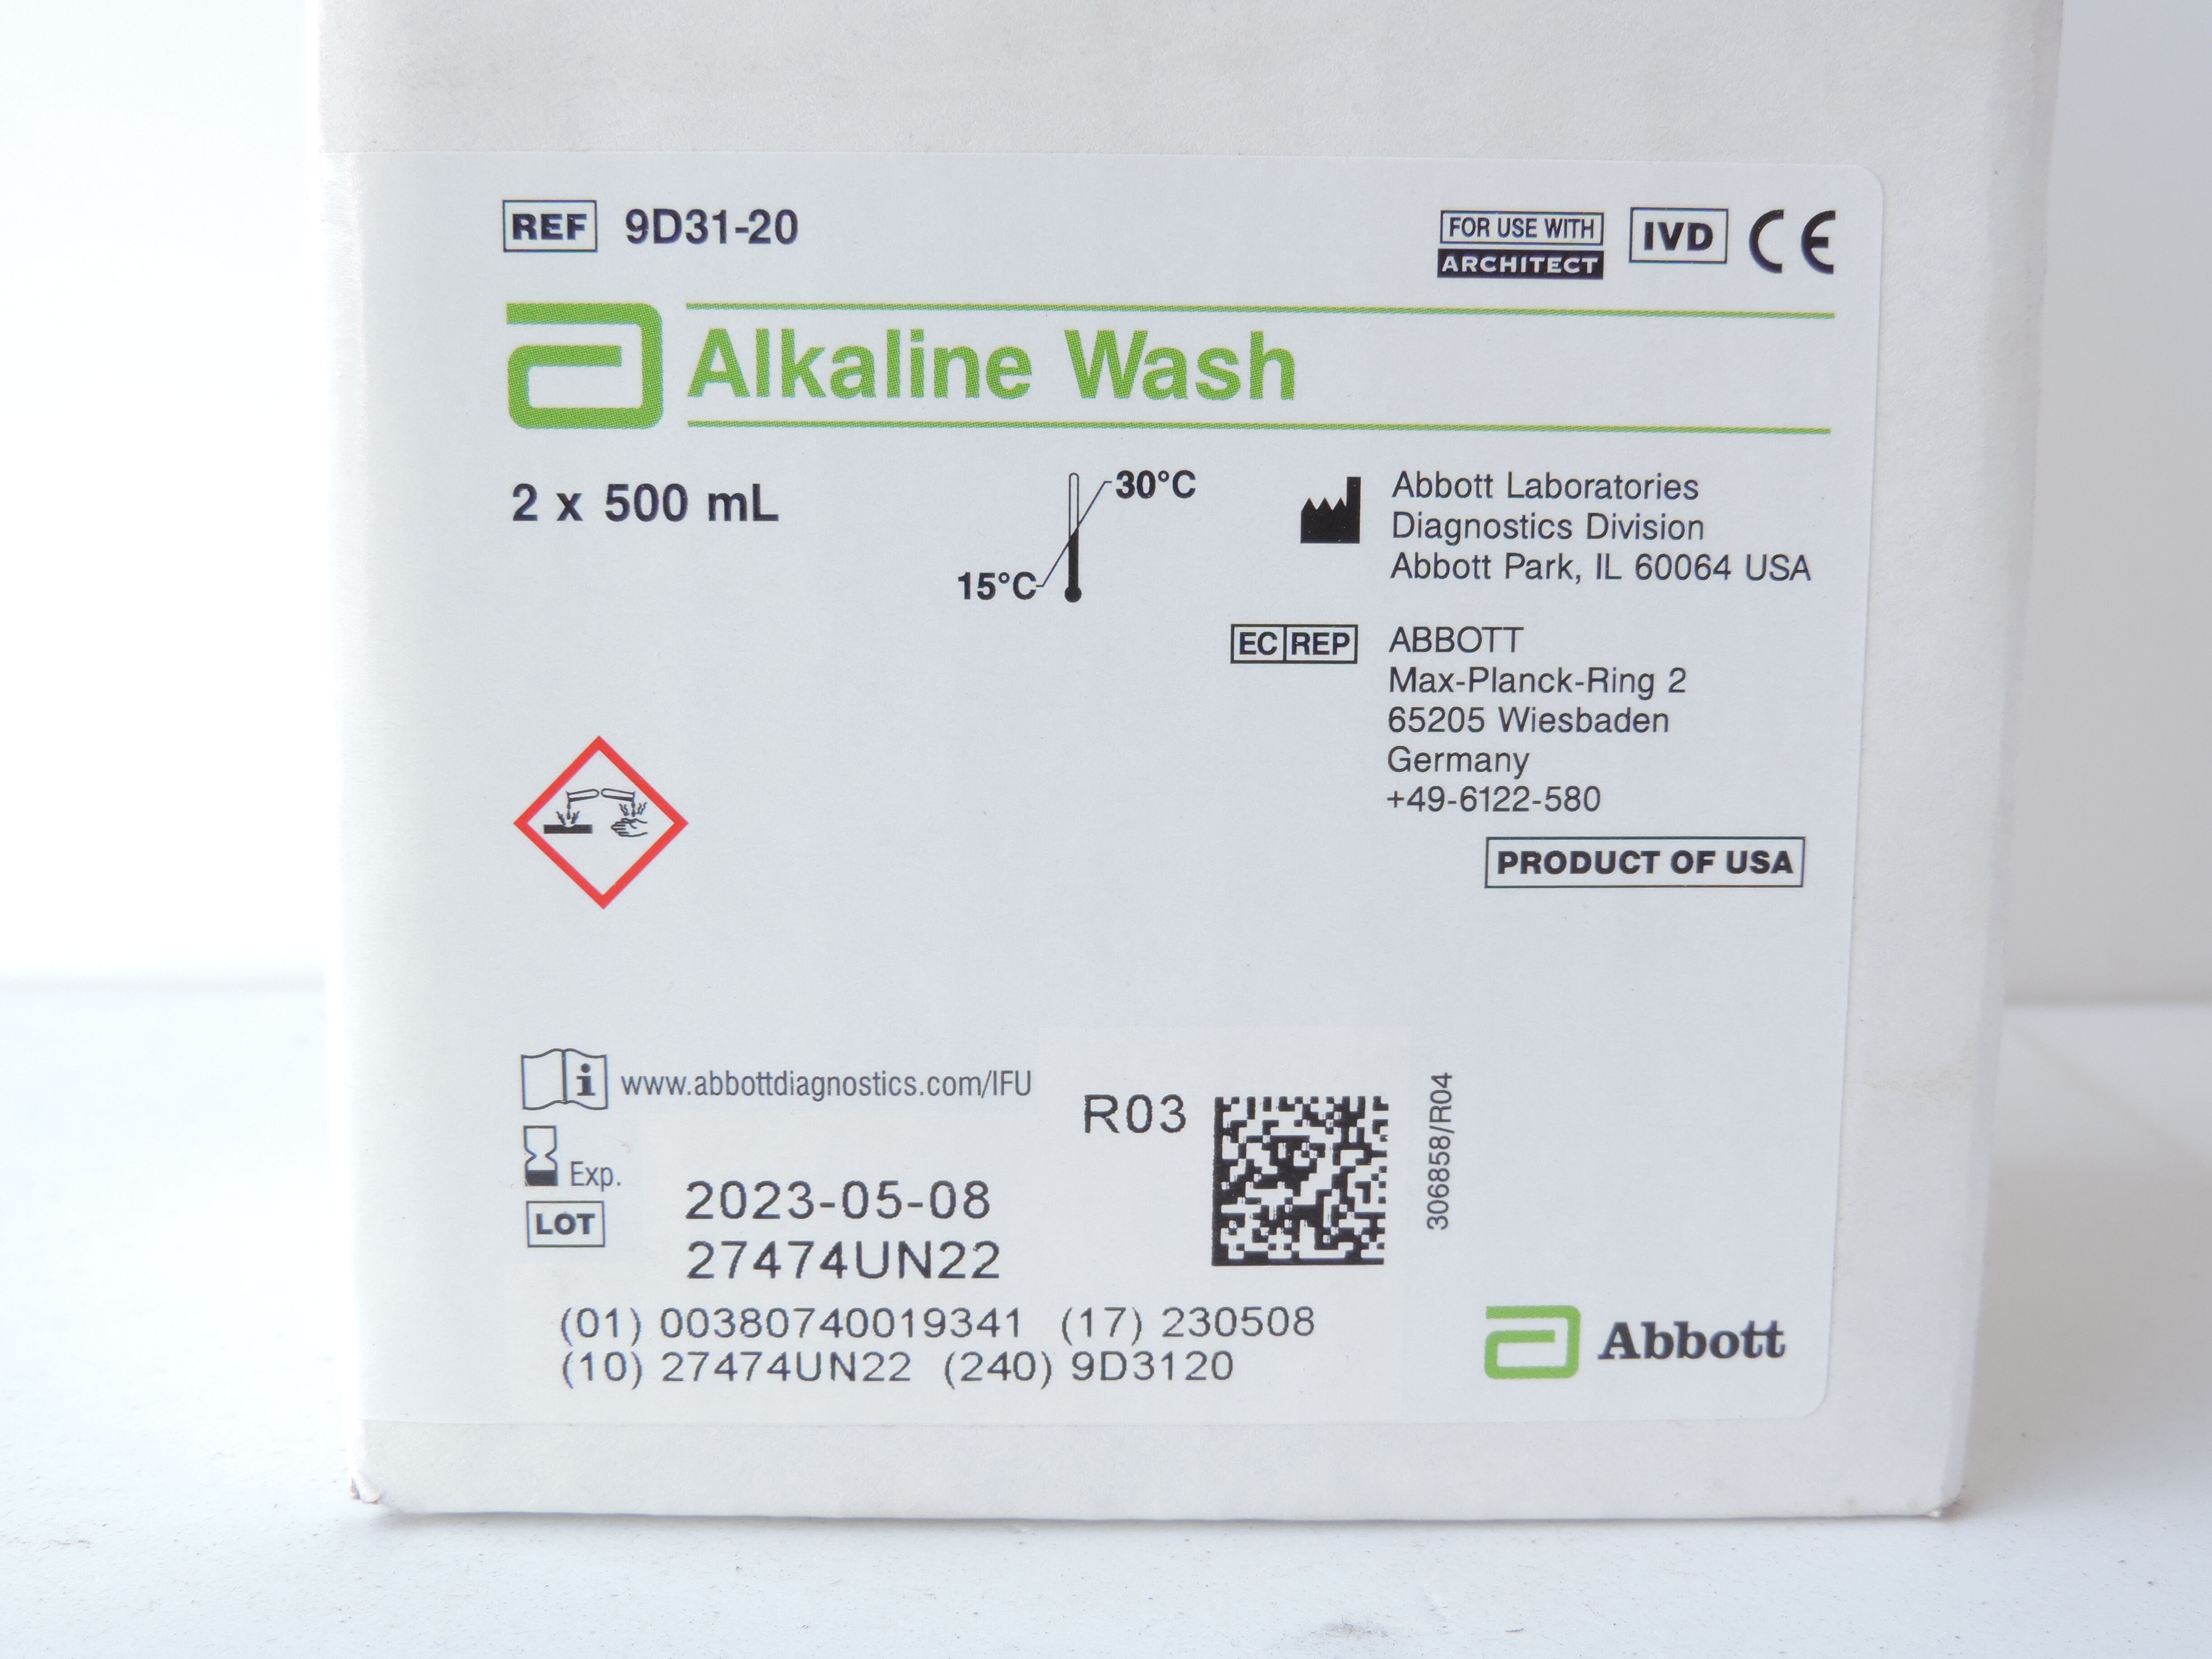 REF 9D31-20
FOR USE WITH
ARCHITECT
IVD CE
Alkaline Wash
2 x 500 mL
30°C
15°C
Abbott Laboratories
Diagnostics Division
Abbott Park, IL 60064 USA
EC REP ABBOTT
Max-Planck-Ring 2
65205 Wiesbaden
Germany
+49-6122-580
PRODUCT OF USA
i www.abbottdiagnostics.com/IFU
R03
306858/R04
Exp. 2023-05-08
LOT 27474UN22
(01) 00380740019341 (17) 230508
(10) 27474UN22 (240) 9D3120
Abbott